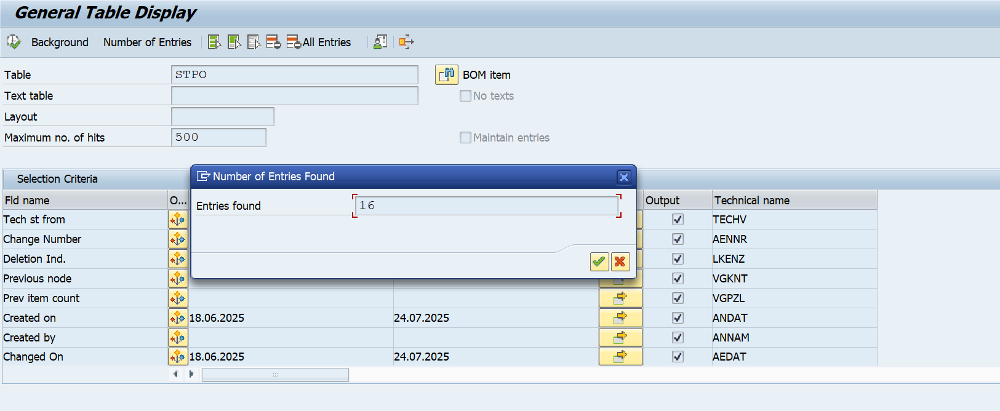 General Table Display
Background Number of Entries All Entries
Table STPO BOM item
Text table No texts
Layout
Maximum no. of hits 500 Maintain entries
Selection Criteria
Number of Entries Found
Entries found 16
Fld name O... Output Technical name
Tech st from TECHV
Change Number AENNR
Deletion Ind. LKENZ
Previous node VGKNT
Prev item count VGPZL
Created on 18.06.2025 24.07.2025 ANDAT
Created by ANNAM
Changed On 18.06.2025 24.07.2025 AEDAT